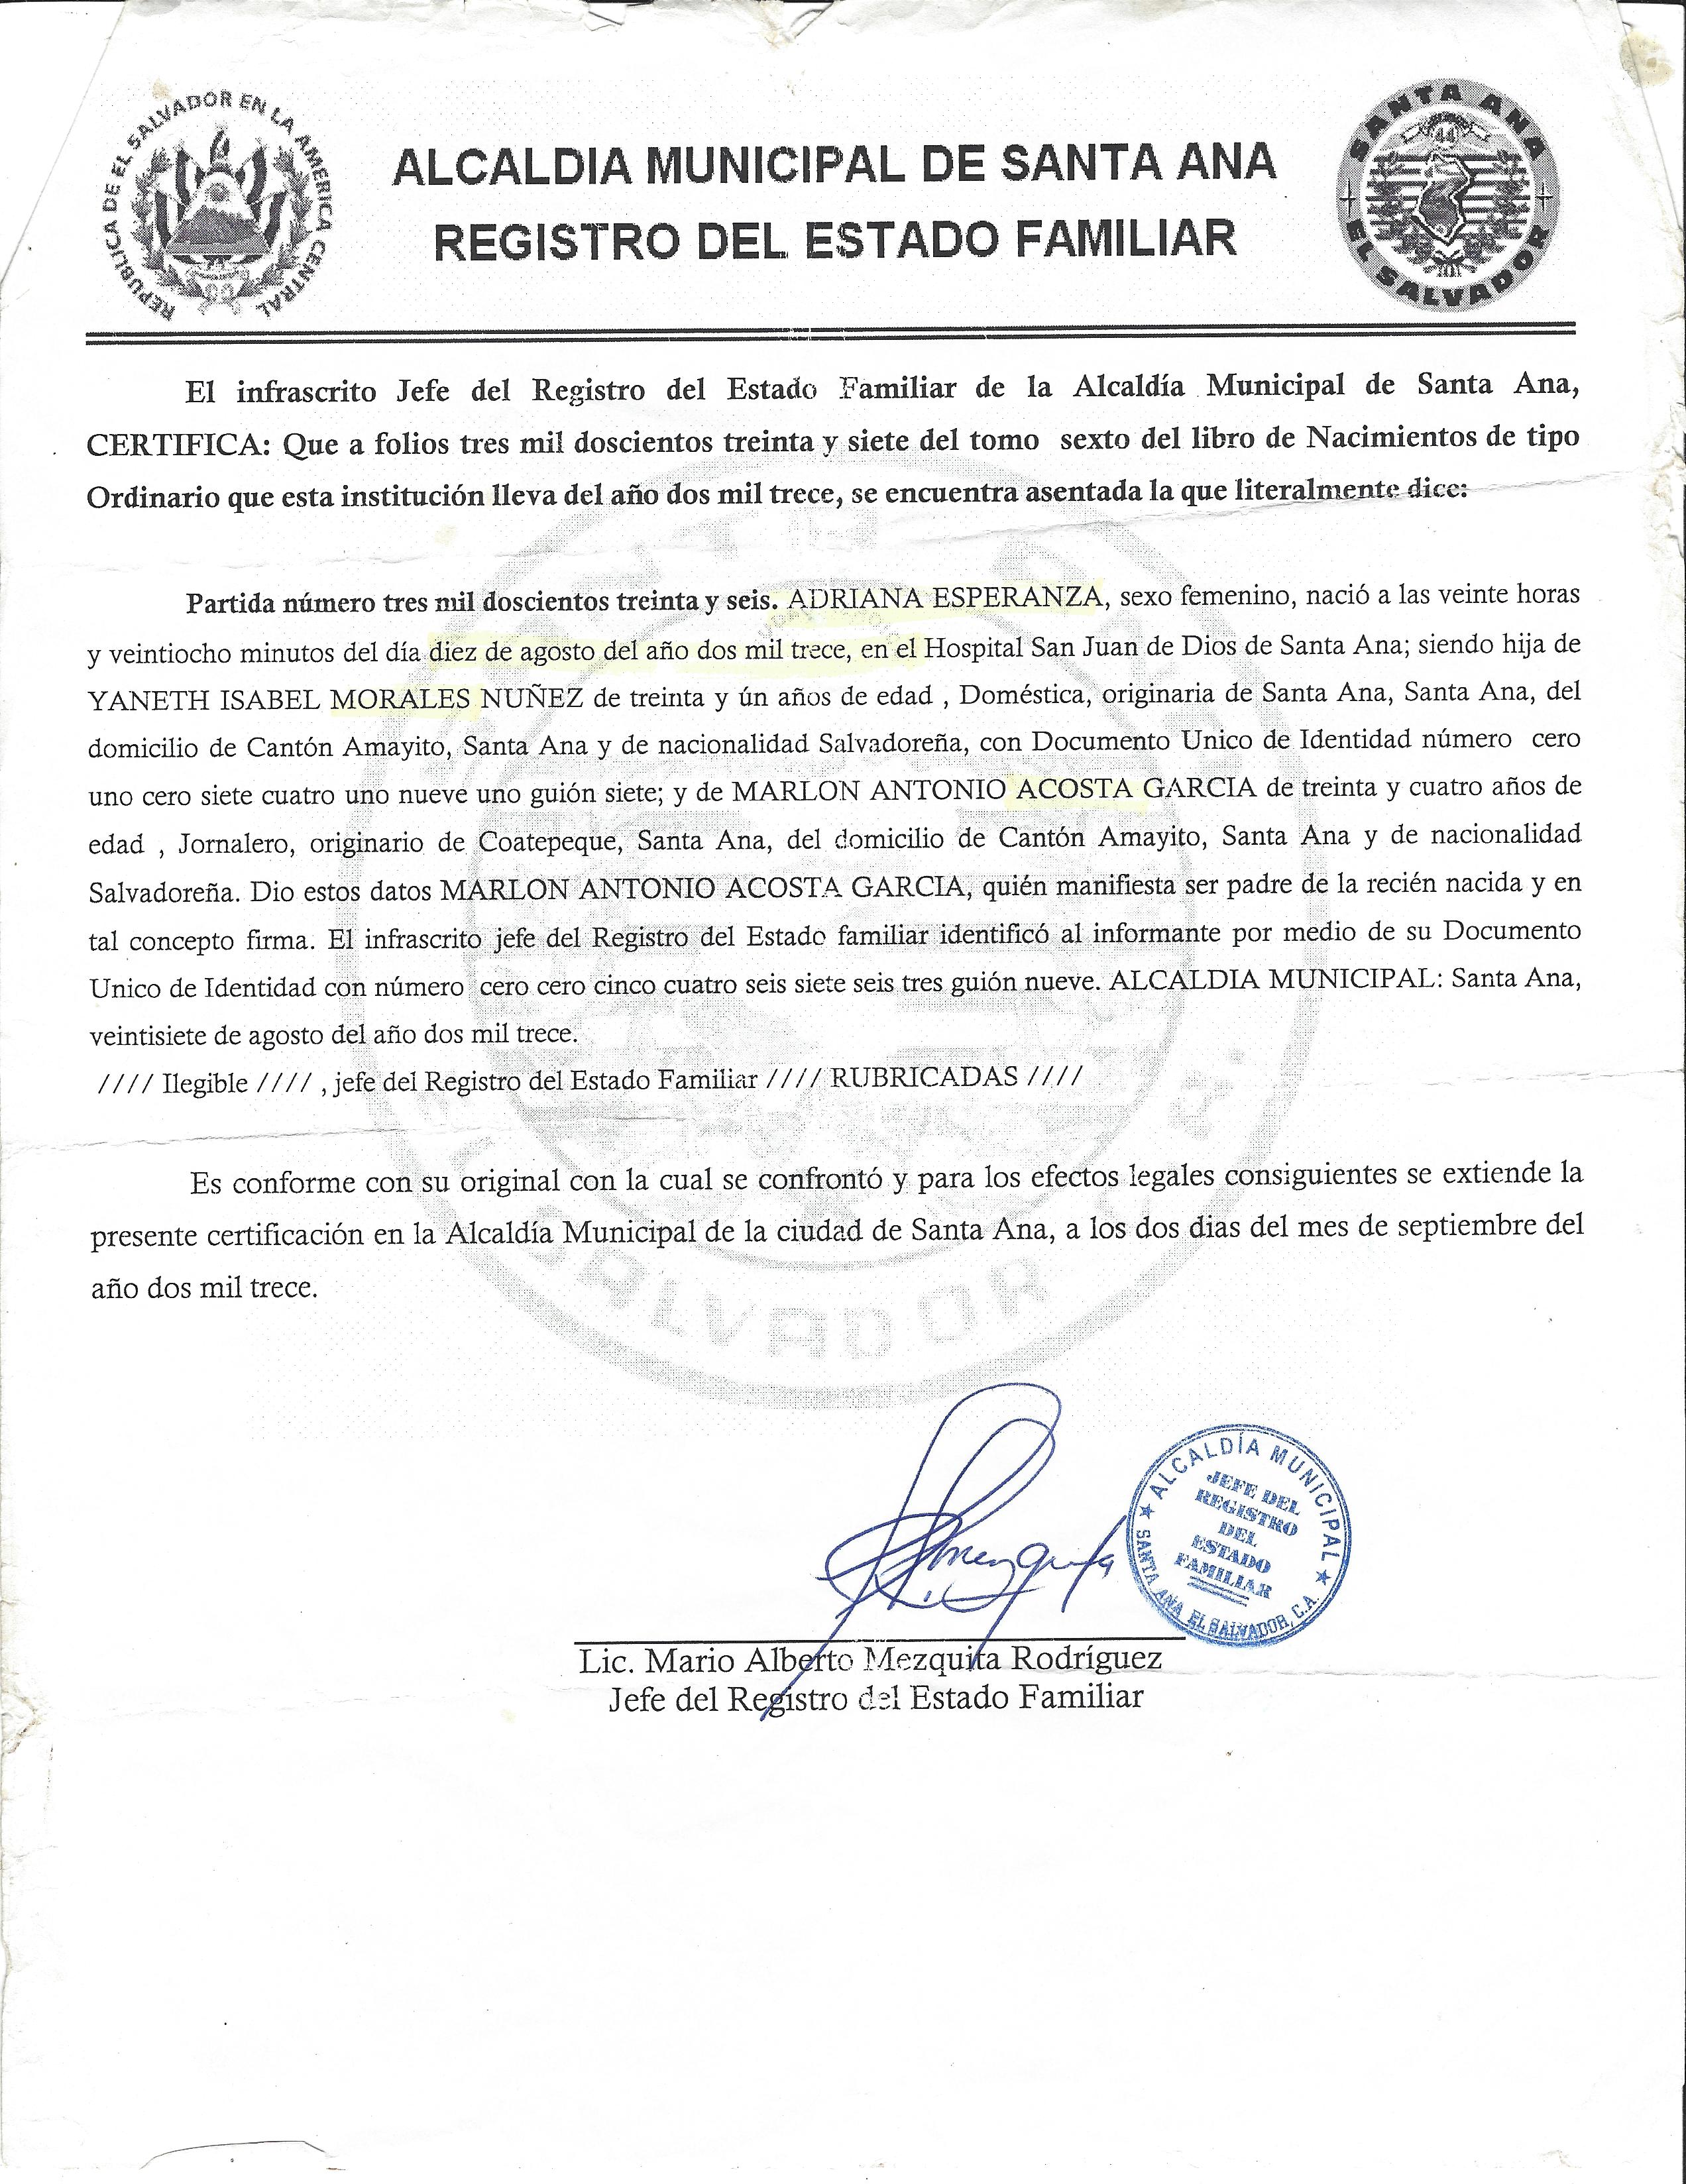 REPUBLICA DE EL SALVADOR EN LA AMERICA CENTRAL
ALCALDIA MUNICIPAL DE SANTA ANA
REGISTRO DEL ESTADO FAMILIAR
SANTA ANA
44
EL SALVADOR
El infrascrito Jefe del Registro del Estado Familiar de la Alcaldía Municipal de Santa Ana,
CERTIFICA: Que a folios tres mil doscientos treinta y siete del tomo sexto del libro de Nacimientos de tipo
Ordinario que esta institución lleva del año dos mil trece, se encuentra asentada la que literalmente dice:
Partida número tres mil doscientos treinta y seis. ADRIANA ESPERANZA, sexo femenino, nació a las veinte horas
y veintiocho minutos del día diez de agosto del año dos mil trece, en el Hospital San Juan de Dios de Santa Ana; siendo hija de
YANETH ISABEL MORALES NUÑEZ de treinta y ún años de edad , Doméstica, originaria de Santa Ana, Santa Ana, del
domicilio de Cantón Amayito, Santa Ana y de nacionalidad Salvadoreña, con Documento Unico de Identidad número cero
uno cero siete cuatro uno nueve uno guión siete; y de MARLON ANTONIO ACOSTA GARCIA de treinta y cuatro años de
edad , Jornalero, originario de Coatepeque, Santa Ana, del domicilio de Cantón Amayito, Santa Ana y de nacionalidad
Salvadoreña. Dio estos datos MARLON ANTONIO ACOSTA GARCIA, quién manifiesta ser padre de la recién nacida y en
tal concepto firma. El infrascrito jefe del Registro del Estado familiar identificó al informante por medio de su Documento
Unico de Identidad con número cero cero cinco cuatro seis siete seis tres guión nueve. ALCALDIA MUNICIPAL: Santa Ana,
veintisiete de agosto del año dos mil trece.
//// Ilegible //// , jefe del Registro del Estado Familiar //// RUBRICADAS ////
Es conforme con su original con la cual se confrontó y para los efectos legales consiguientes se extiende la
presente certificación en la Alcaldía Municipal de la ciudad de Santa Ana, a los dos dias del mes de septiembre del
año dos mil trece.
ALCALDÍA MUNICIPAL
JEFE DEL
REGISTRO
DEL
ESTADO
FAMILIAR
SANTA ANA EL SALVADOR, C.A.
Lic. Mario Alberto Mezquita Rodríguez
Jefe del Registro del Estado Familiar